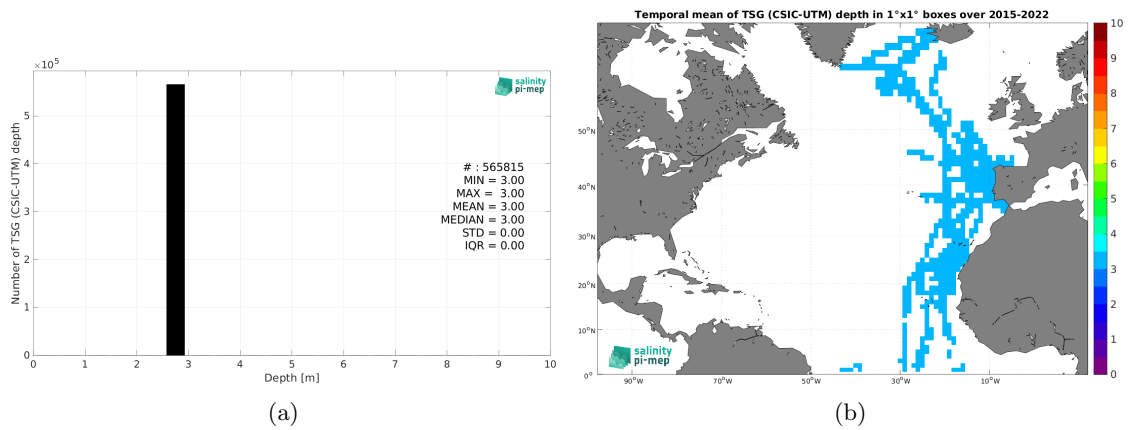 ×10⁵
salinity
pi-mep
5
4
3
2
1
0
Number of TSG (CSIC-UTM) depth
# : 565815
MIN = 3.00
MAX = 3.00
MEAN = 3.00
MEDIAN = 3.00
STD = 0.00
IQR = 0.00
0 1 2 3 4 5 6 7 8 9 10
Depth [m]
(a)
Temporal mean of TSG (CSIC-UTM) depth in 1°x1° boxes over 2015-2022
50°N
40°N
30°N
20°N
10°N
0°
90°W 70°W 50°W 30°W 10°W
salinity
pi-mep
10
9
8
7
6
5
4
3
2
1
0
(b)